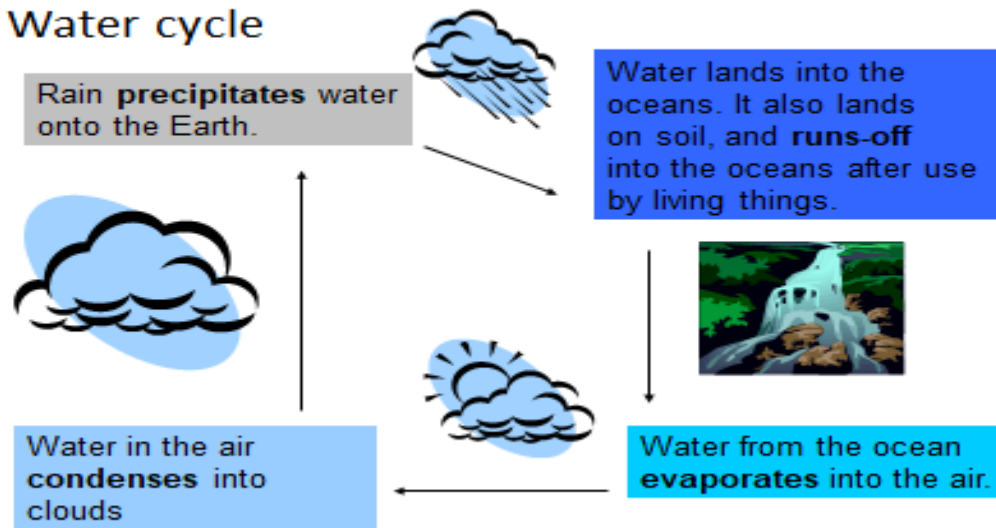 Water cycle
Rain precipitates water
onto the Earth.
Water lands into the
oceans. It also lands
on soil, and runs-off
into the oceans after use
by living things.
Water from the ocean
evaporates into the air.
Water in the air
condenses into
clouds